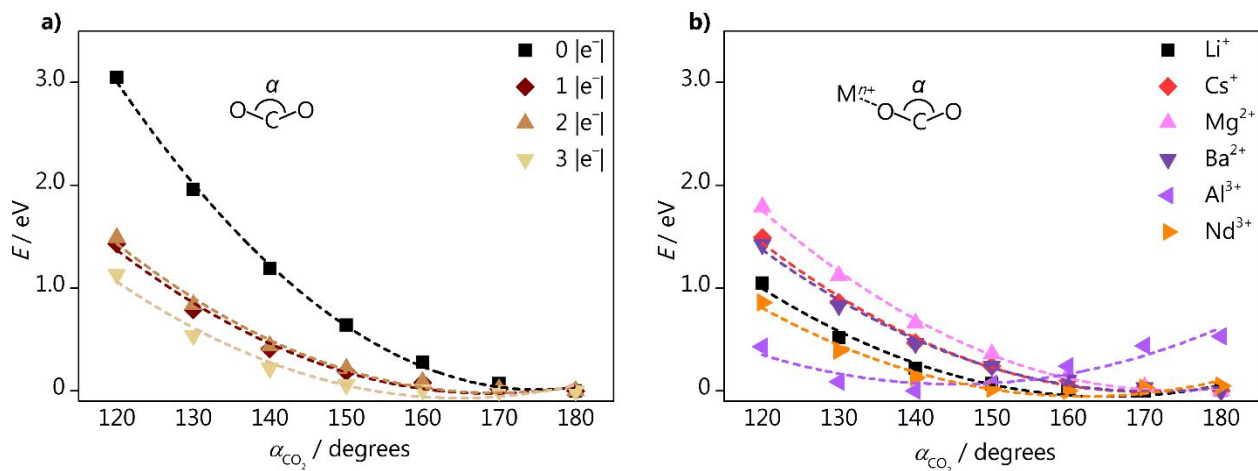 a)
E / eV
3.0
2.0
1.0
0
120 130 140 150 160 170 180
α_CO₂ / degrees
α
O C O
0 |e⁻|
1 |e⁻|
2 |e⁻|
3 |e⁻|
b)
E / eV
3.0
2.0
1.0
0
120 130 140 150 160 170 180
α_CO₂ / degrees
Mⁿ⁺ α
O C O
Li⁺
Cs⁺
Mg²⁺
Ba²⁺
Al³⁺
Nd³⁺